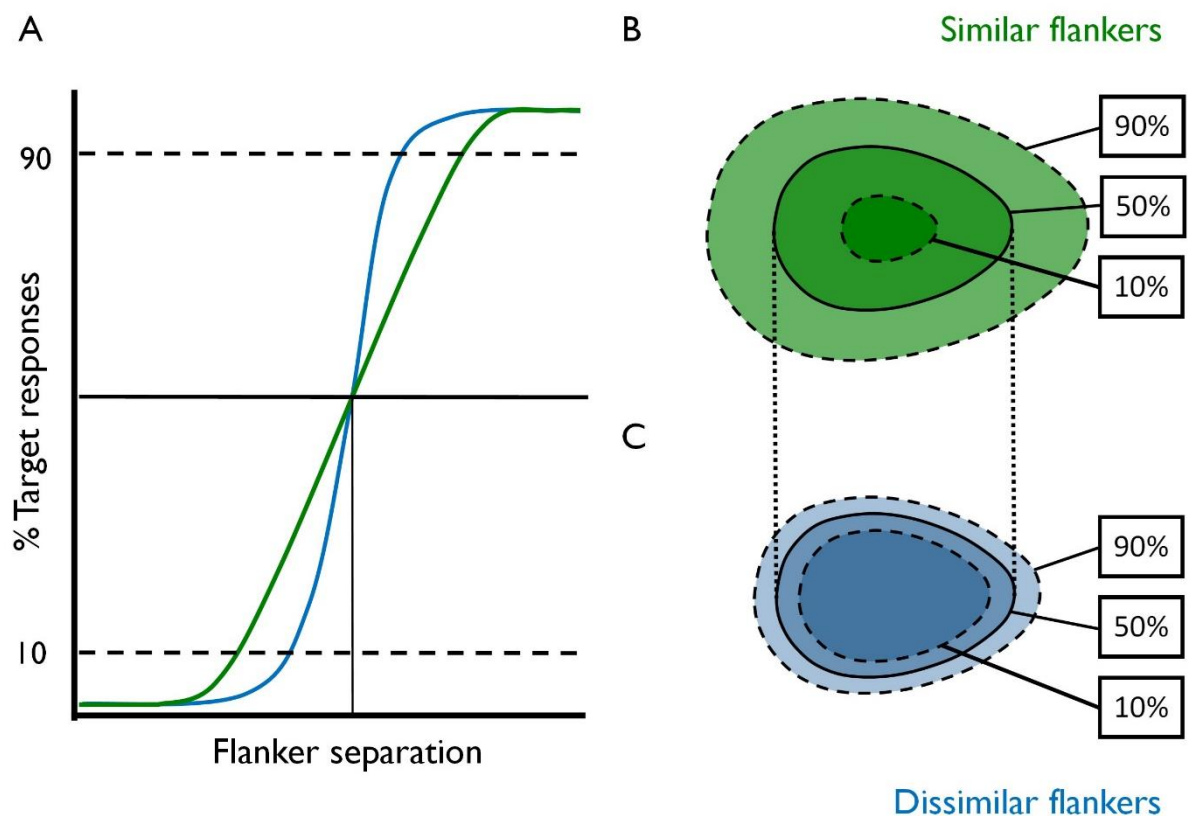 A
% Target responses
90
10
Flanker separation
B
Similar flankers
90%
50%
10%
C
90%
50%
10%
Dissimilar flankers